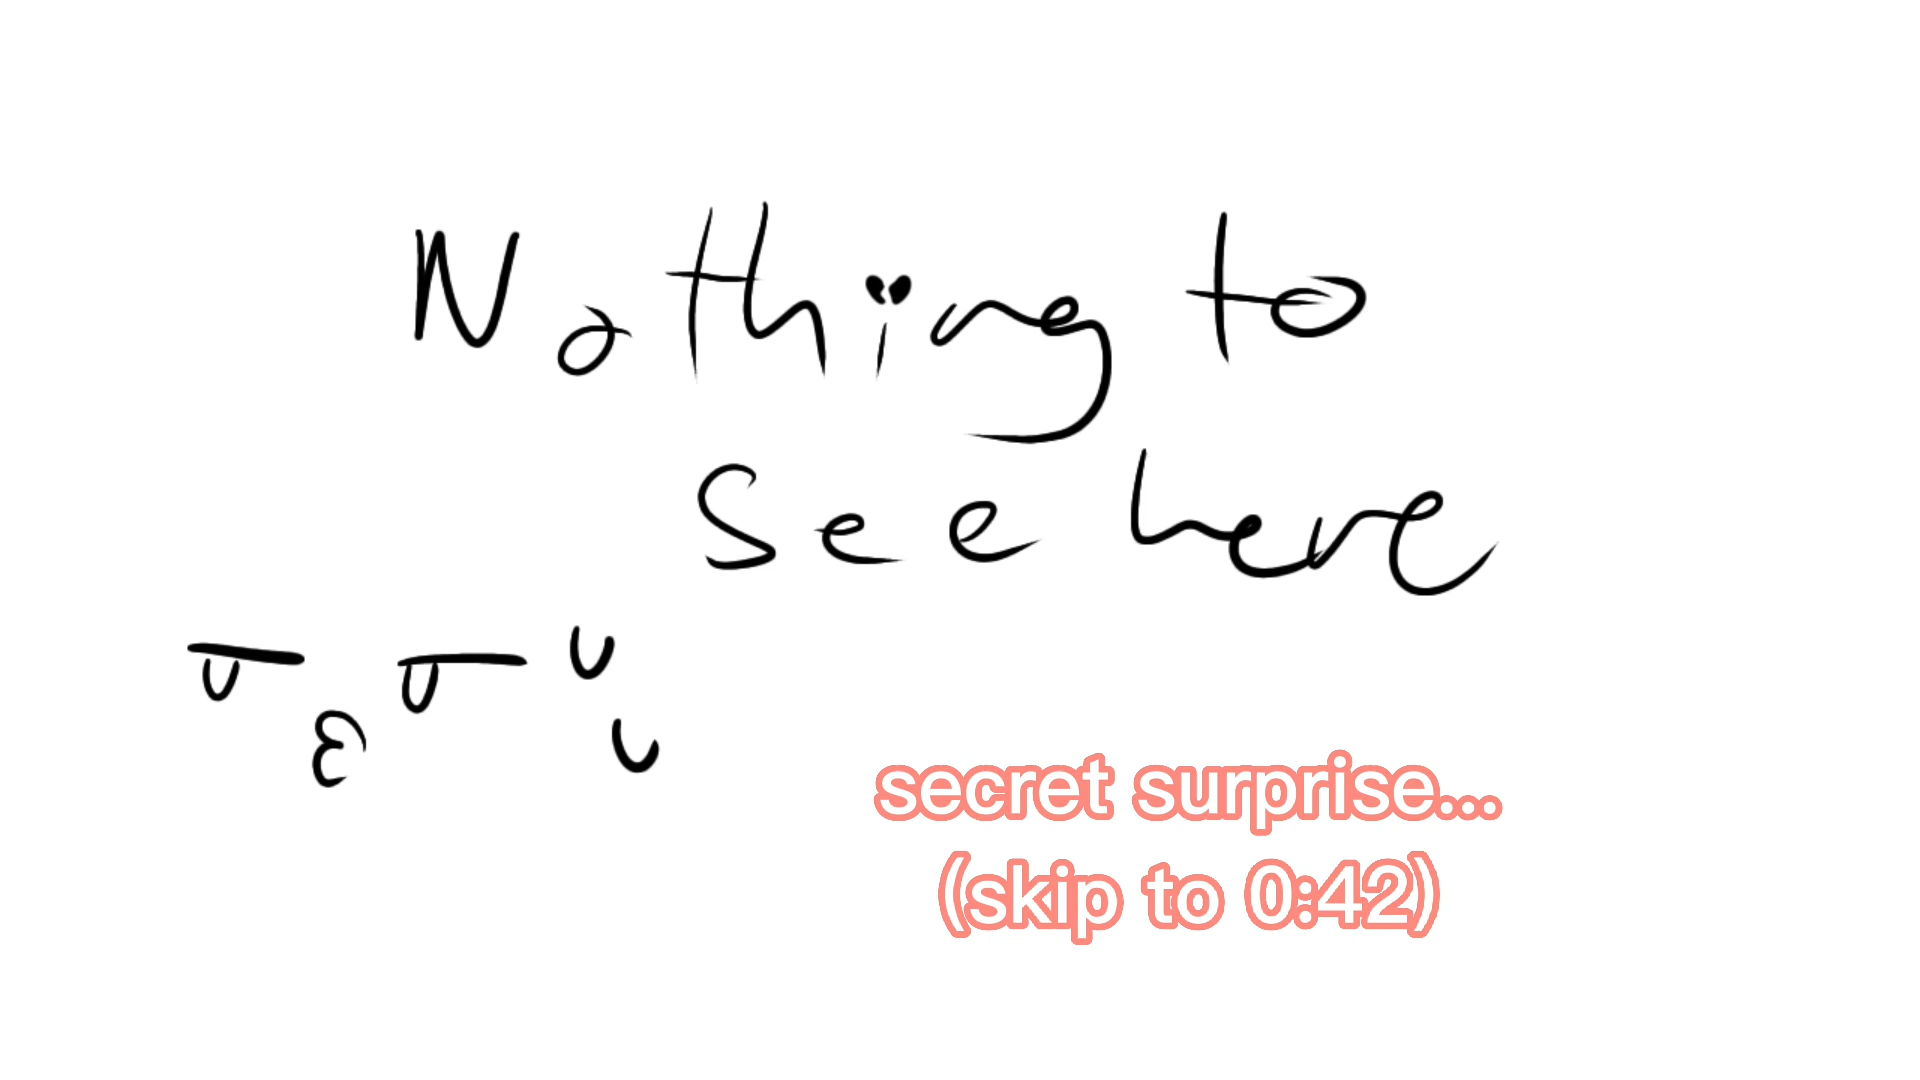 Nothing to
See here
secret surprise...
(skip to 0:42)